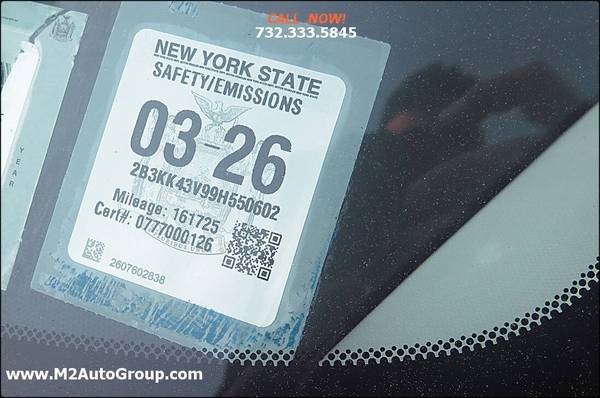 CALL NOW!
732.333.5845
NEW YORK STATE
SAFETY/EMISSIONS
03-26
2B3KK43V99H550602
Mileage: 161725
Cert#: 0777000126
2607602838
YEAR
www.M2AutoGroup.com